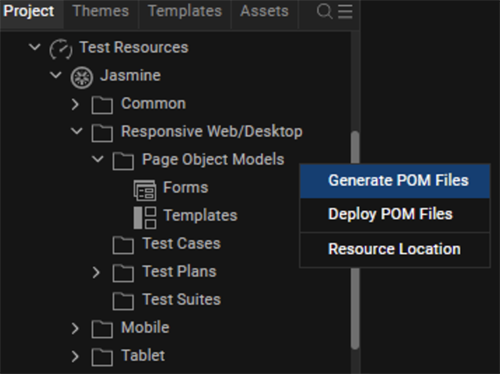 Project Themes Templates Assets
Test Resources
Jasmine
Common
Responsive Web/Desktop
Page Object Models
Generate POM Files
Forms
Deploy POM Files
Templates
Test Cases
Resource Location
Test Plans
Test Suites
Mobile
Tablet